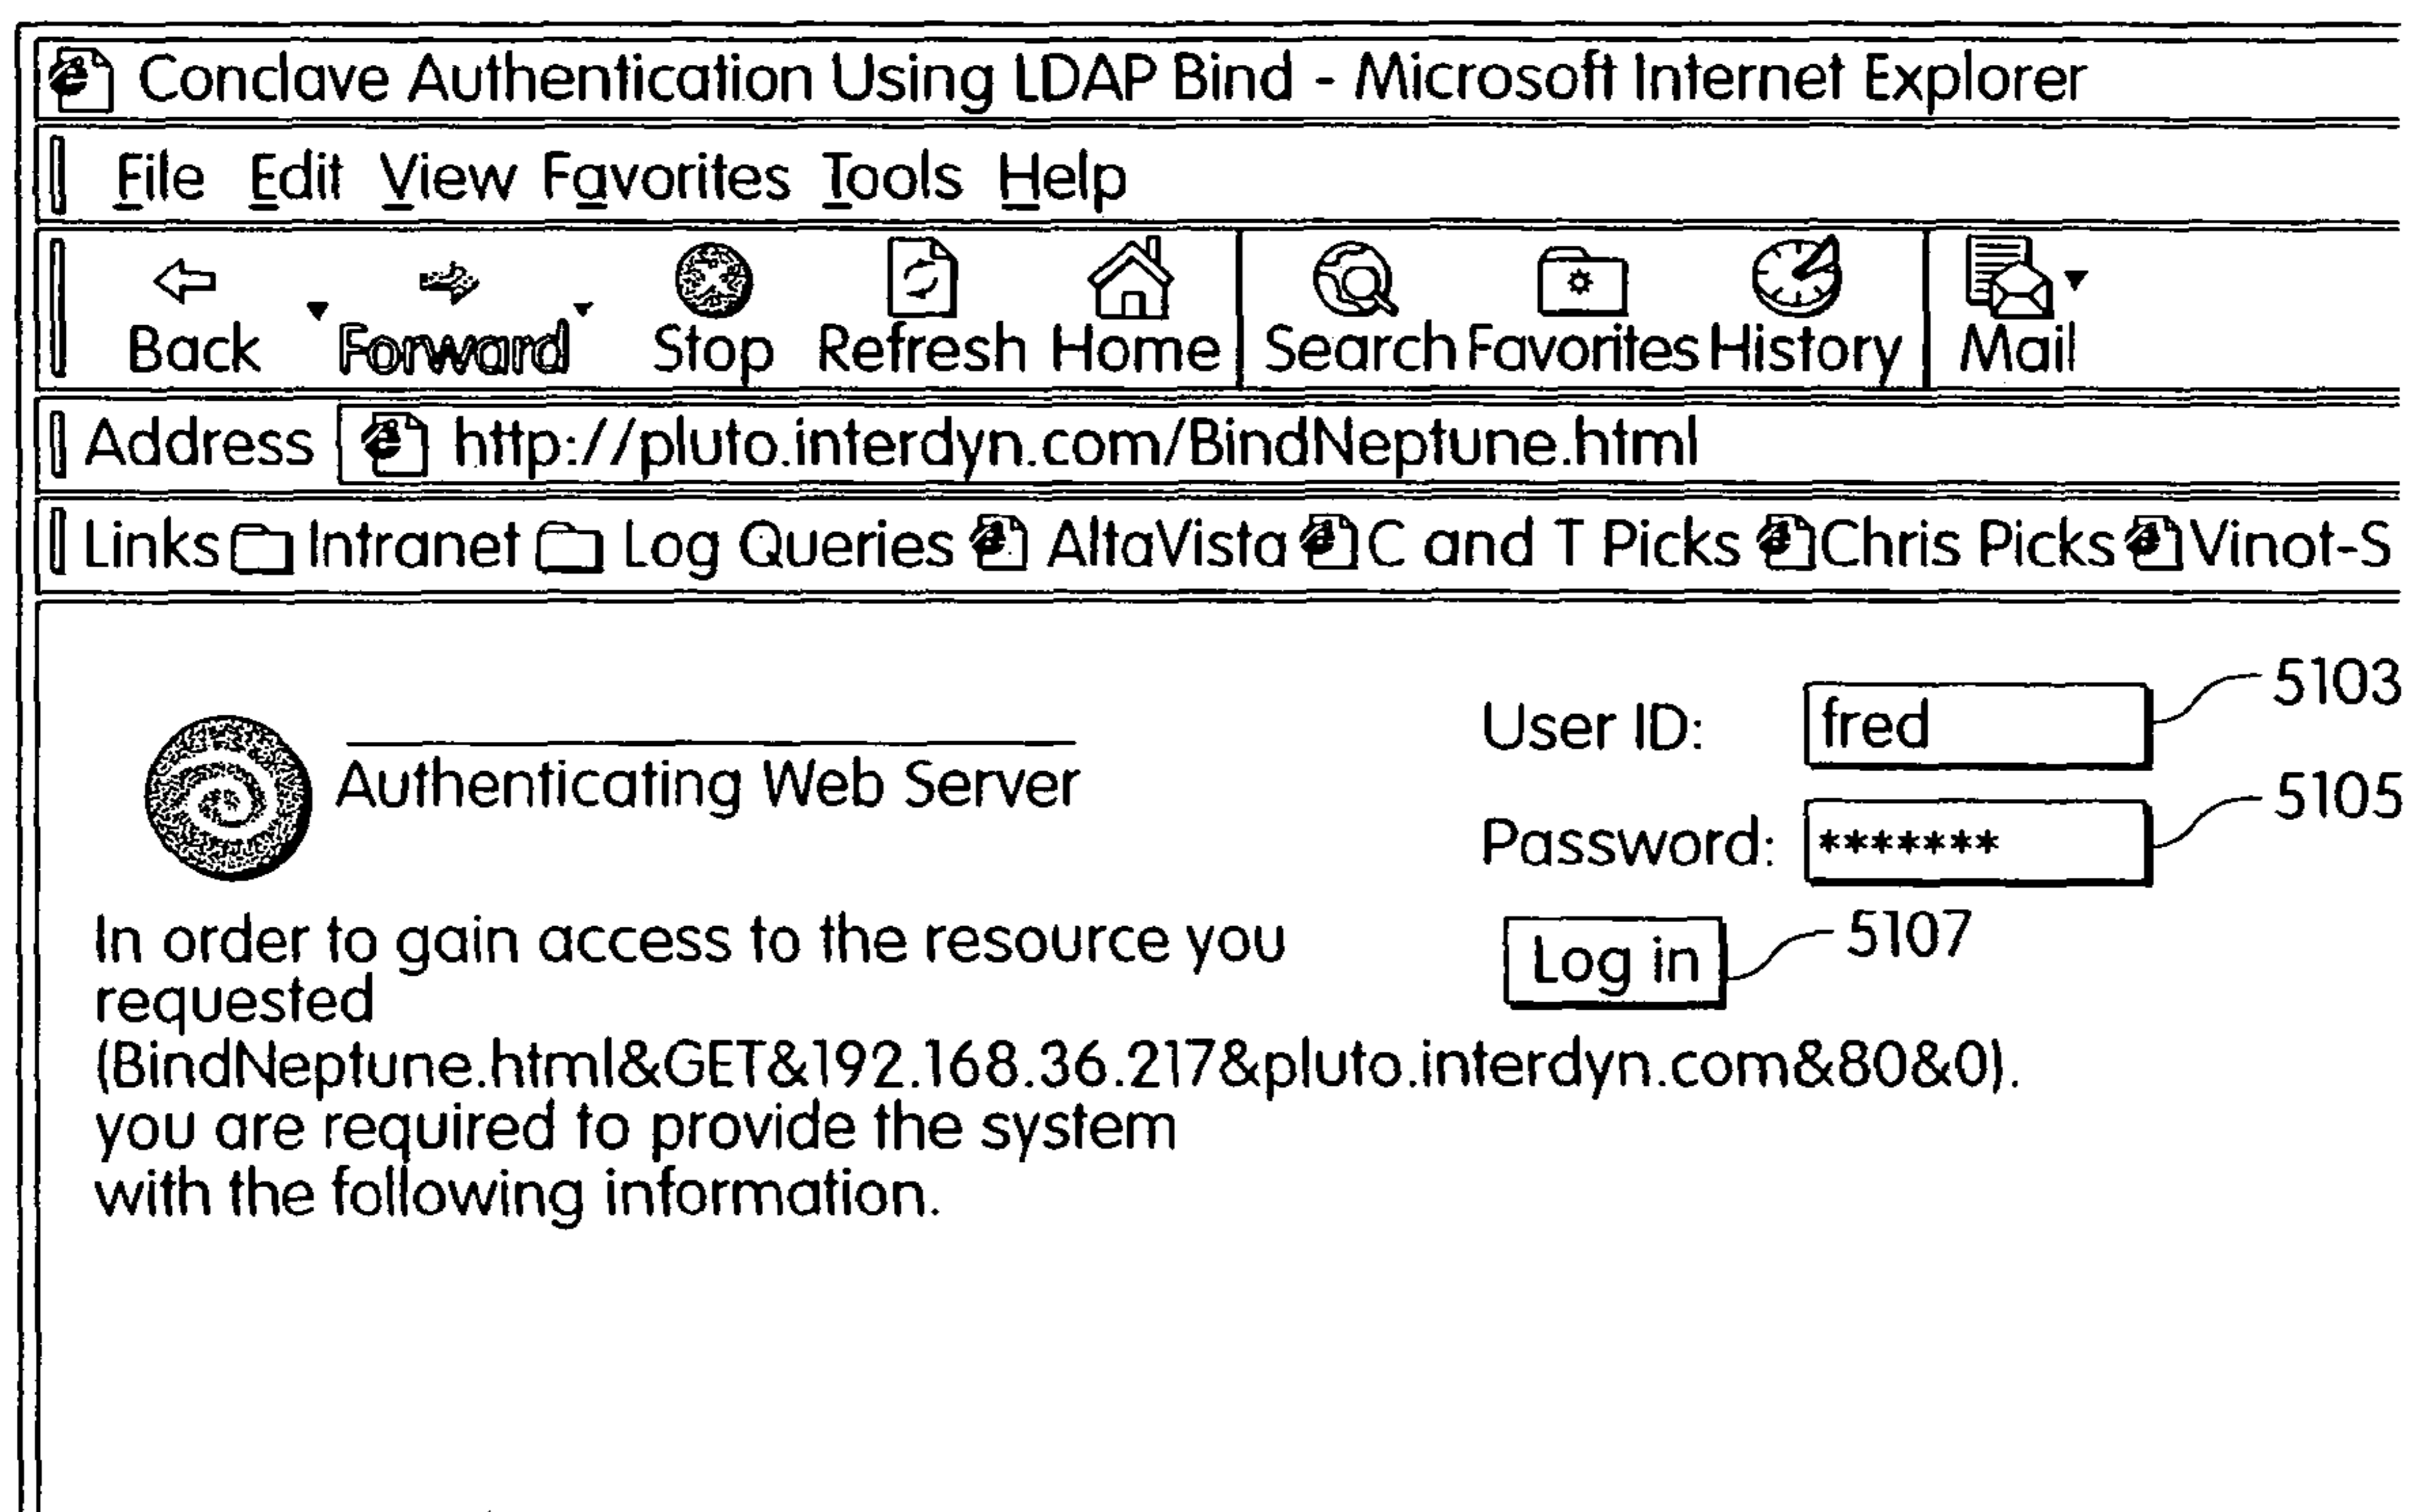 Conclave Authentication Using LDAP Bind - Microsoft Internet Explorer
File Edit View Favorites Tools Help
Back Forward Stop Refresh Home Search Favorites History Mail
Address http://pluto.interdyn.com/BindNeptune.html
Links Intranet Log Queries AltaVista C and T Picks Chris Picks Vinot-S
User ID: fred 5103
Authenticating Web Server
Password: ******* 5105
Log in 5107
In order to gain access to the resource you
requested
(BindNeptune.html&GET&192.168.36.217&pluto.interdyn.com&80&0).
you are required to provide the system
with the following information.